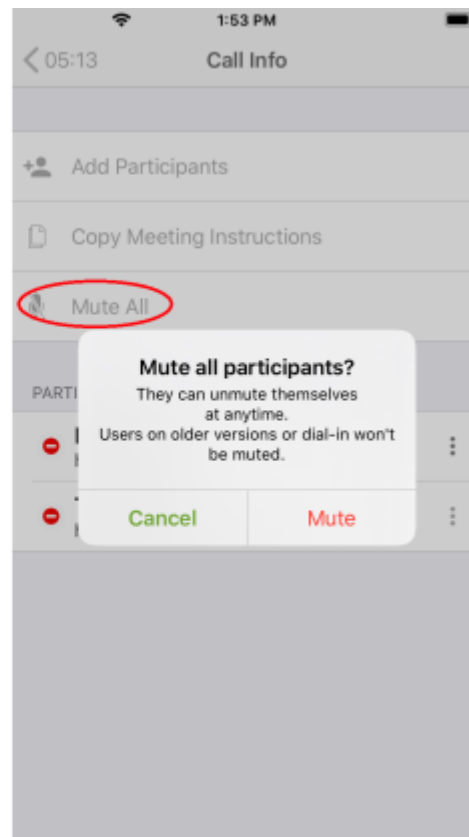 1:53 PM
05:13
Call Info
Add Participants
Copy Meeting Instructions
Mute All
Mute all participants?
They can unmute themselves
at anytime.
Users on older versions or dial-in won't
be muted.
PARTI
Cancel
Mute